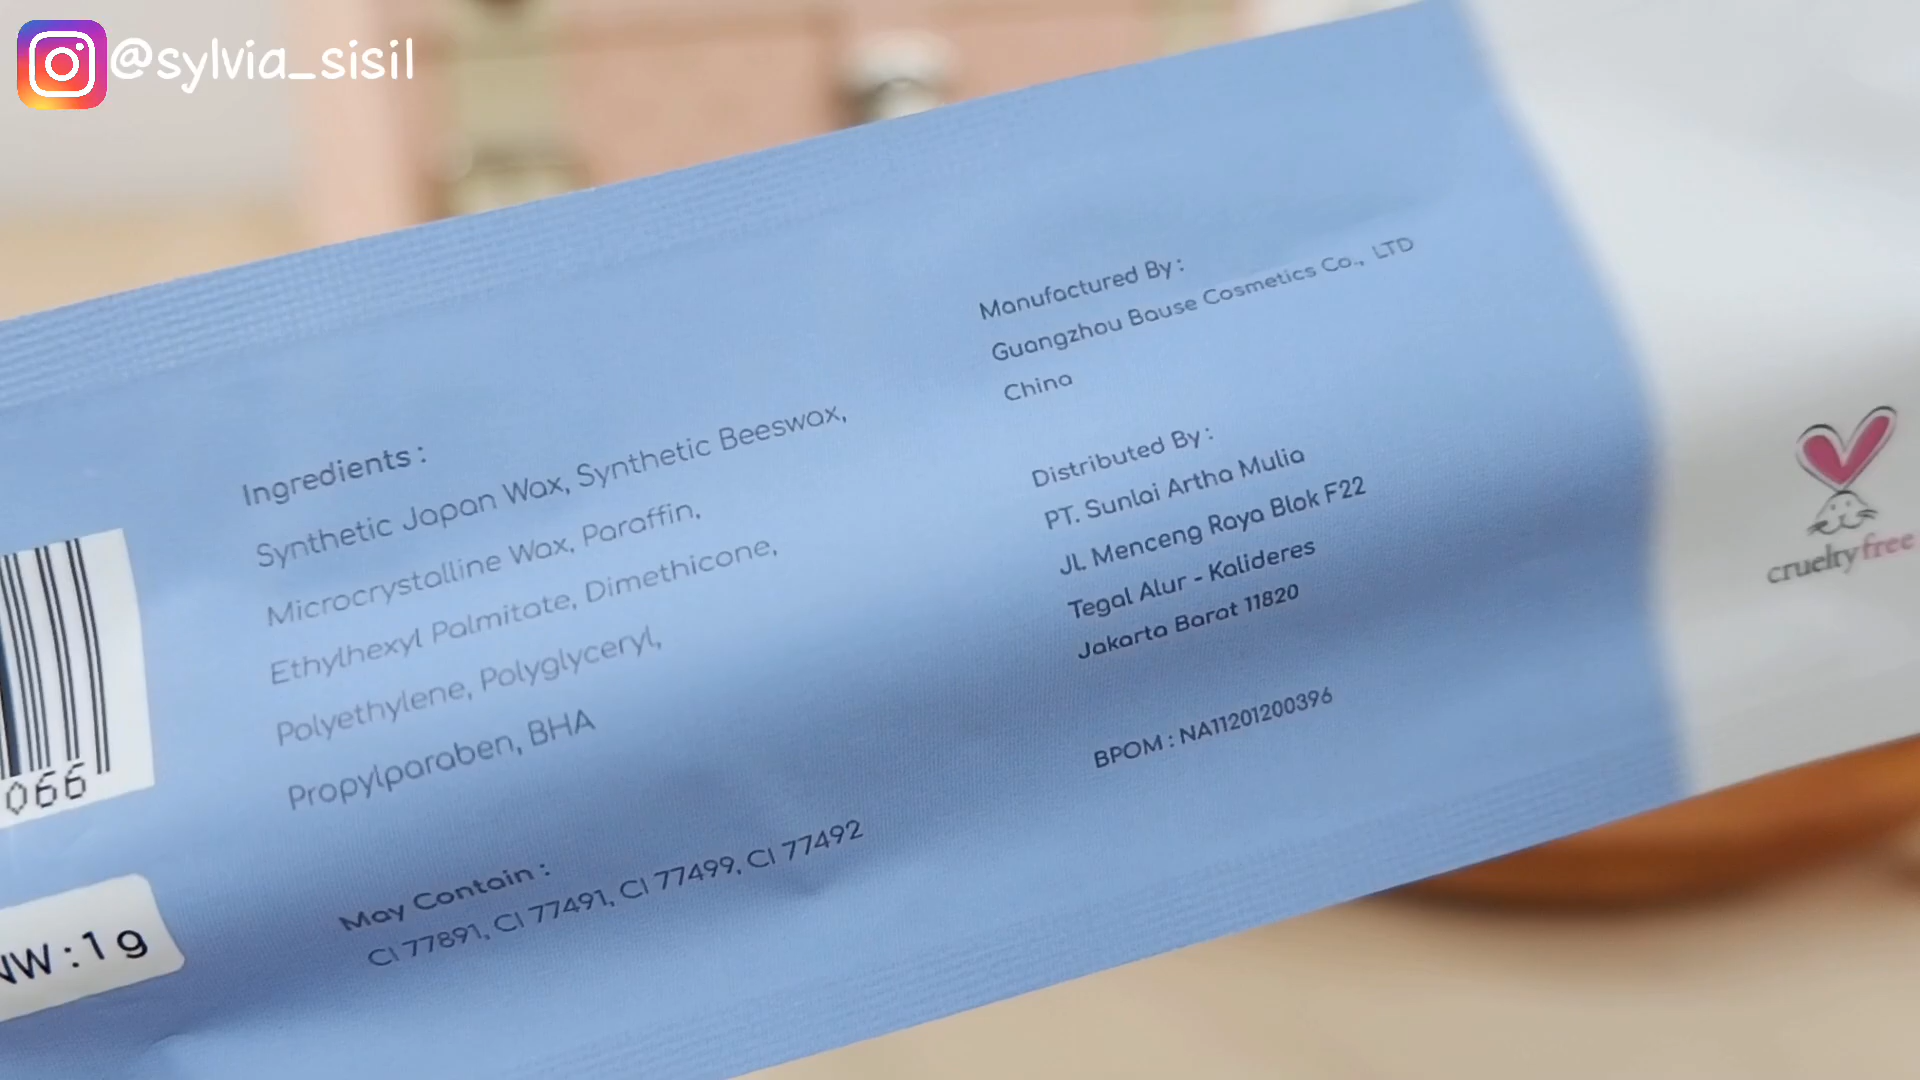 @sylvia_sisil
Ingredients :
Synthetic Japan Wax, Synthetic Beeswax,
Microcrystalline Wax, Paraffin,
Ethylhexyl Palmitate, Dimethicone,
Polyethylene, Polyglyceryl,
Propylparaben, BHA
May Contain :
CI 77891, CI 77491, CI 77499, CI 77492
Manufactured By :
Guangzhou Bause Cosmetics Co., LTD
China
Distributed By :
PT. Sunlai Artha Mulia
JL Menceng Raya Blok F22
Tegal Alur - Kalideres
Jakarta Barat 11820
BPOM : NA11201200396
066
NW : 1 g
crueltyfree